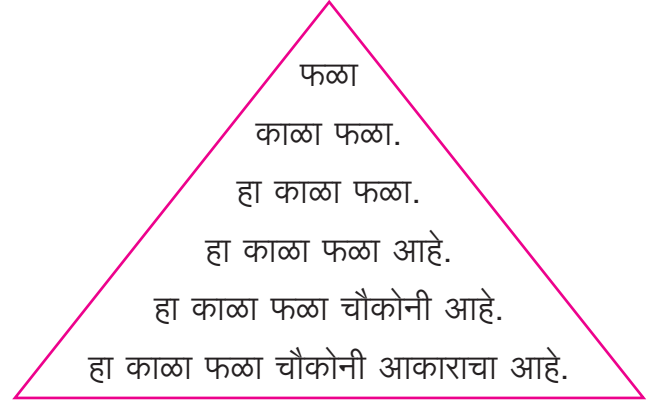 फळा
काळा फळा.
हा काळा फळा.
हा काळा फळा आहे.
हा काळा फळा चौकोनी आहे.
हा काळा फळा चौकोनी आकाराचा आहे.